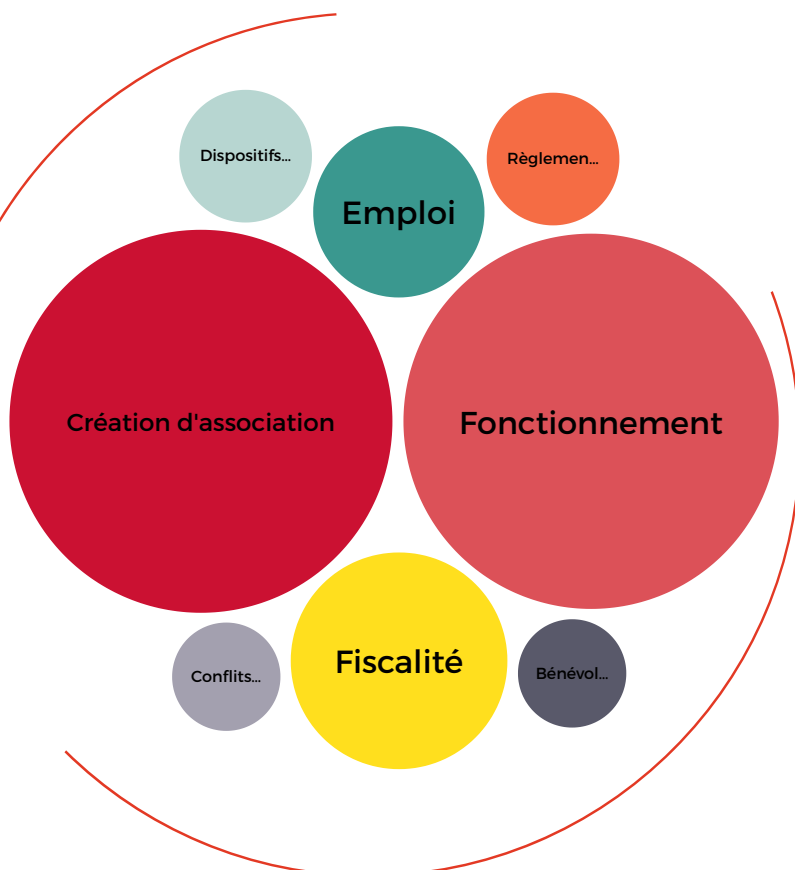 Dispositifs...
Règlemen...
Emploi
Création d'association
Fonctionnement
Fiscalité
Conflits...
Bénévol...